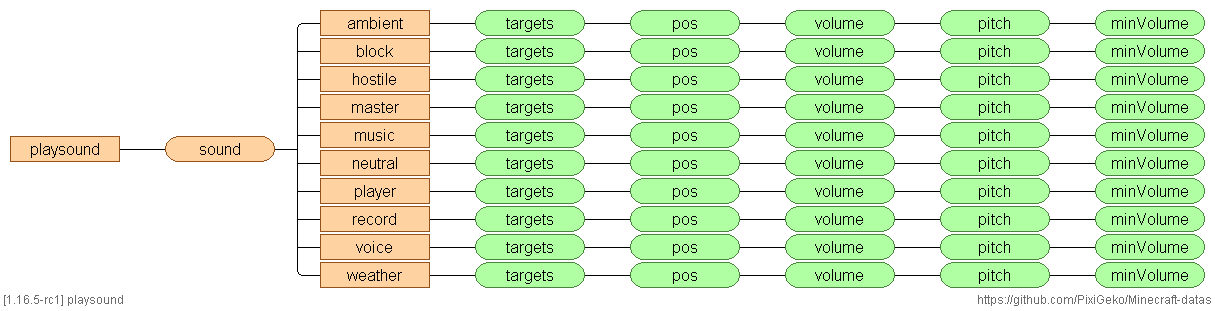 ambient targets pos volume pitch minVolume
block targets pos volume pitch minVolume
hostile targets pos volume pitch minVolume
master targets pos volume pitch minVolume
music targets pos volume pitch minVolume
playsound sound
neutral targets pos volume pitch minVolume
player targets pos volume pitch minVolume
record targets pos volume pitch minVolume
voice targets pos volume pitch minVolume
weather targets pos volume pitch minVolume
[1.16.5-rc1] playsound
https://github.com/PixiGeko/Minecraft-datas